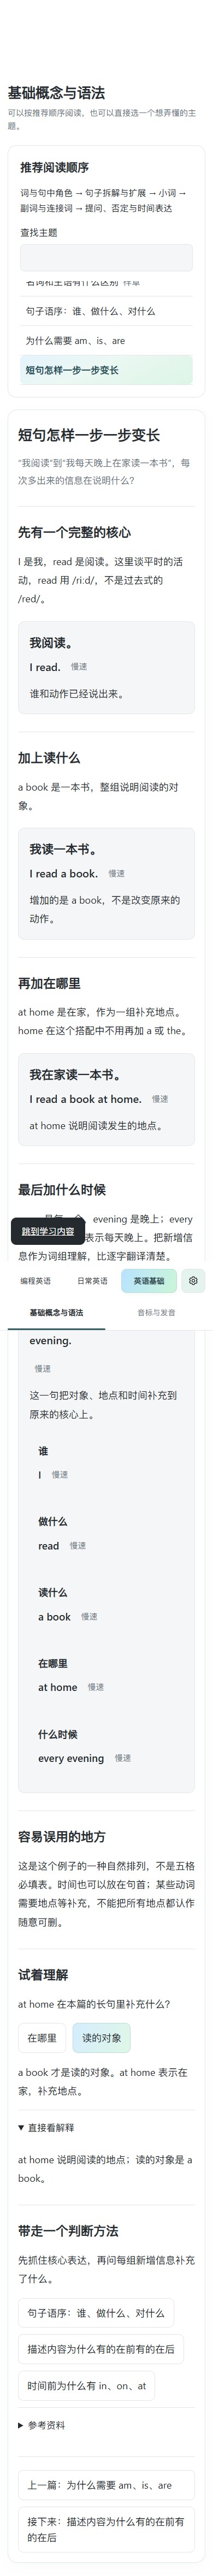 基础概念与语法
可以按推荐顺序阅读，也可以直接选一个想弄懂的主
题。
推荐阅读顺序
词与句中角色 → 句子拆解与扩展 → 小词 →
副词与连接词 → 提问、否定与时间表达
查找主题
名词和主语有什么区别 样章
句子语序：谁、做什么、对什么
为什么需要 am、is、are
短句怎样一步一步变长
短句怎样一步一步变长
“我阅读”到“我每天晚上在家读一本书”，每
次多出来的信息在说明什么？
先有一个完整的核心
I 是我，read 是阅读。这里谈平时的活
动，read 用 /riːd/，不是过去式的
/red/。
我阅读。
I read. 慢速
谁和动作已经说出来。
加上读什么
a book 是一本书，整组说明阅读的对
象。
我读一本书。
I read a book. 慢速
增加的是 a book，不是改变原来的
动作。
再加在哪里
at home 是在家，作为一组补充地点。
home 在这个搭配中不用再加 a 或 the。
我在家读一本书。
I read a book at home. 慢速
at home 说明阅读发生的地点。
最后加什么时候
evening 是晚上；every
跳到学习内容
表示每天晚上。把新增信
息作为词组理解，比逐字翻译清楚。
编程英语 日常英语 英语基础
基础概念与语法 音标与发音
evening.
慢速
这一句把对象、地点和时间补充到
原来的核心上。
谁
I 慢速
做什么
read 慢速
读什么
a book 慢速
在哪里
at home 慢速
什么时候
every evening 慢速
容易误用的地方
这是这个例子的一种自然排列，不是五格
必填表。时间也可以放在句首；某些动词
需要地点等补充，不能把所有地点都认作
随意可删。
试着理解
at home 在本篇的长句里补充什么？
在哪里 读的对象
a book 才是读的对象。at home 表示在
家，补充地点。
▼ 直接看解释
at home 说明阅读的地点；读的对象是 a
book。
带走一个判断方法
先抓住核心表达，再问每组新增信息补充
了什么。
句子语序：谁、做什么、对什么
描述内容为什么有的在前有的在后
时间前为什么有 in、on、at
▶ 参考资料
上一篇：为什么需要 am、is、are
接下来：描述内容为什么有的在前有
的在后